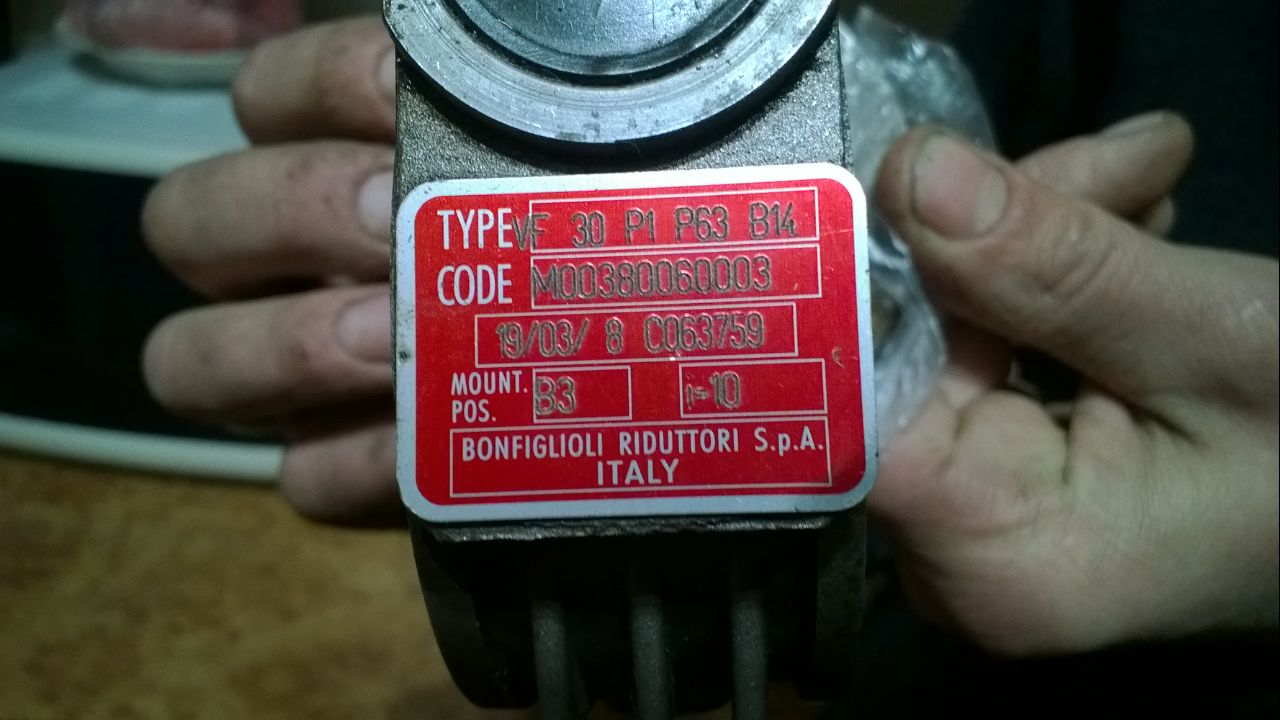 TYPE VF 30 P1 P63 B14
CODE M00380060003
19/03/ 8 C063759
MOUNT. POS. B3 i=10
BONFIGLIOLI RIDUTTORI S.p.A.
ITALY